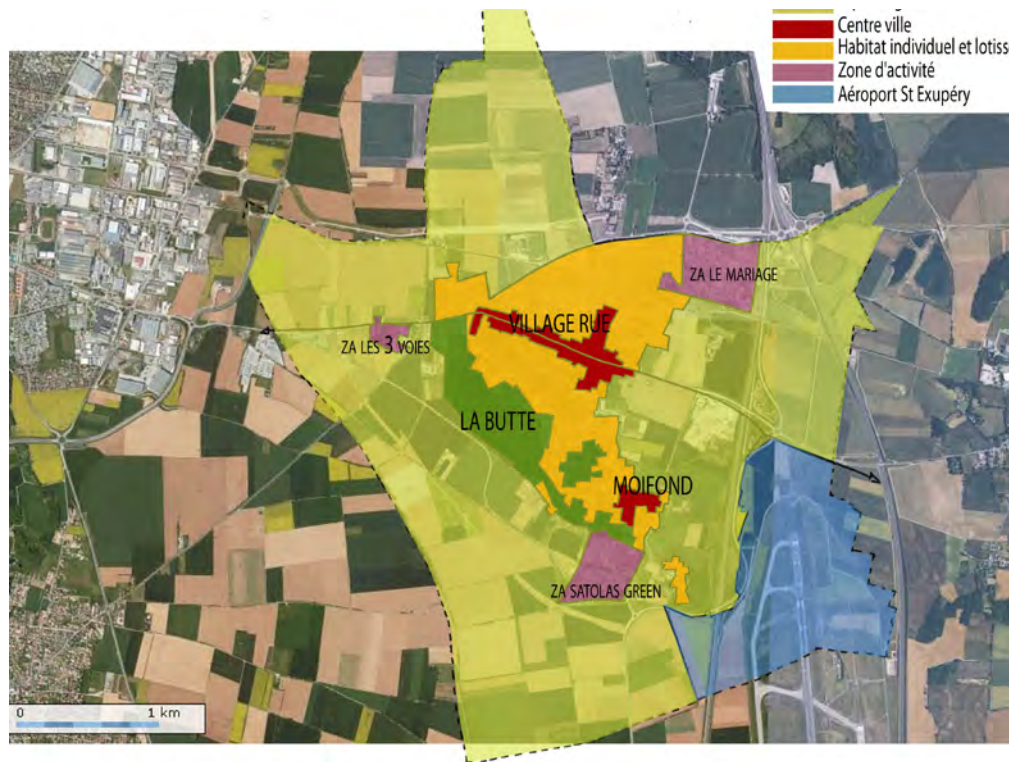 Centre ville
Habitat individuel et lotiss
Zone d'activité
Aéroport St Exupéry
ZA LE MARIAGE
VILLAGE RUE
ZA LES 3 VOIES
LA BUTTE
MOIFOND
ZA SATOLAS GREEN
0 1 km